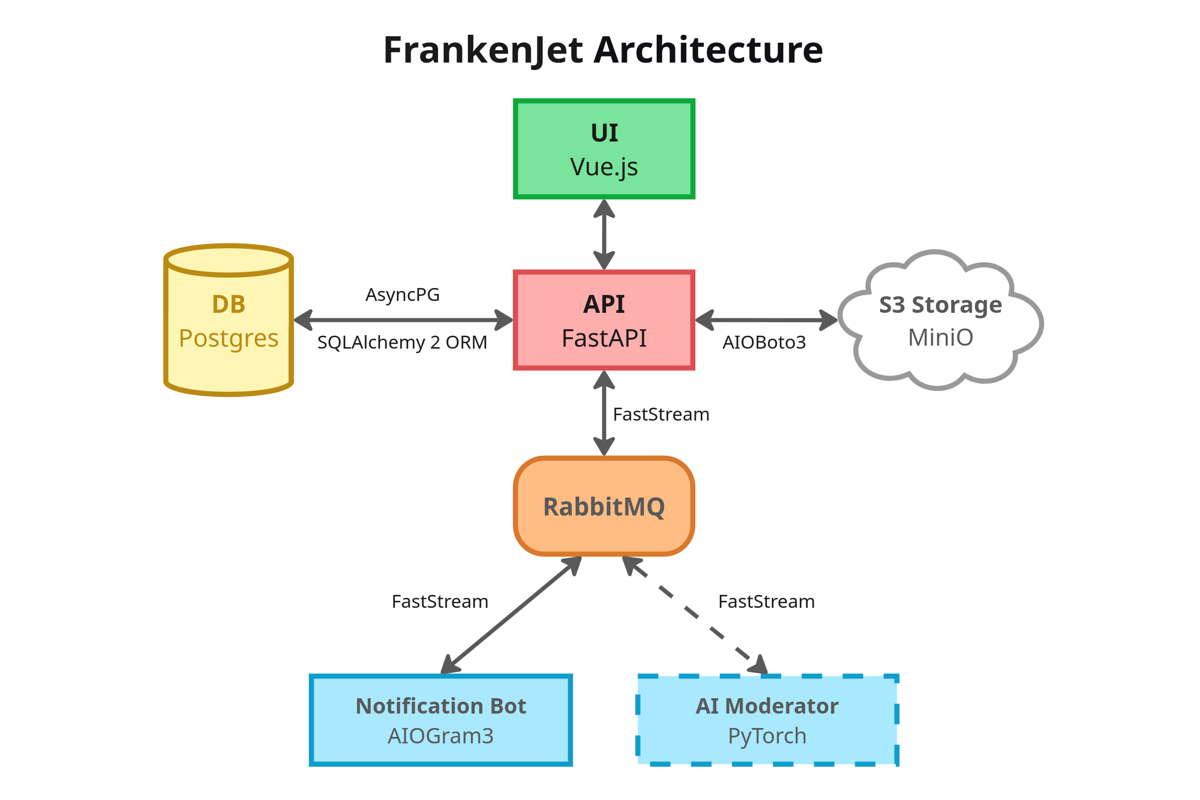 FrankenJet Architecture
UI
Vue.js
DB
Postgres
AsyncPG
SQLAlchemy 2 ORM
API
FastAPI
AIOBoto3
S3 Storage
MiniO
FastStream
RabbitMQ
FastStream
FastStream
Notification Bot
AIOGram3
AI Moderator
PyTorch